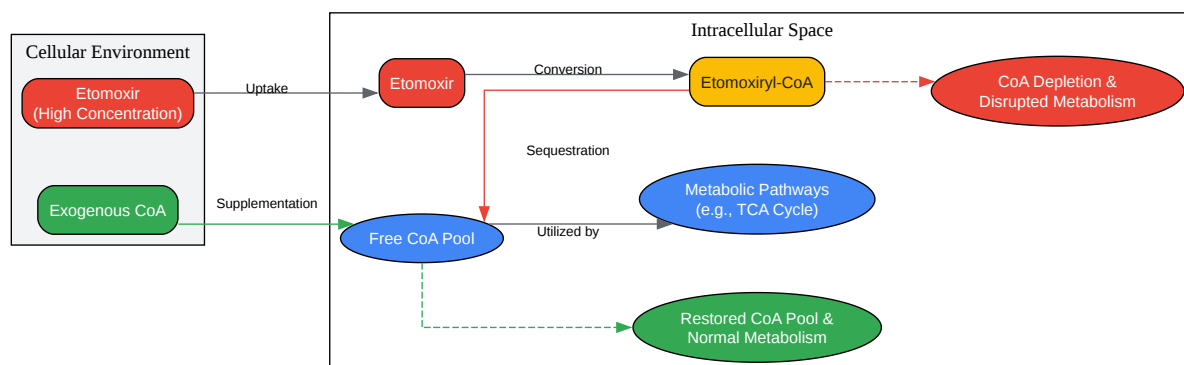 Cellular Environment
Intracellular Space
Etomoxir
(High Concentration)
Uptake
Etomoxir
Conversion
Etomoxiryl-CoA
CoA Depletion &
Disrupted Metabolism
Sequestration
Exogenous CoA
Supplementation
Free CoA Pool
Utilized by
Metabolic Pathways
(e.g., TCA Cycle)
Restored CoA Pool &
Normal Metabolism